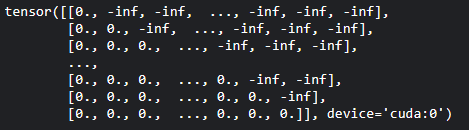 tensor([[0., -inf, -inf,  ..., -inf, -inf, -inf],
        [0., 0., -inf,  ..., -inf, -inf, -inf],
        [0., 0., 0.,  ..., -inf, -inf, -inf],
        ...,
        [0., 0., 0.,  ..., 0., -inf, -inf],
        [0., 0., 0.,  ..., 0., 0., -inf],
        [0., 0., 0.,  ..., 0., 0., 0.]], device='cuda:0')